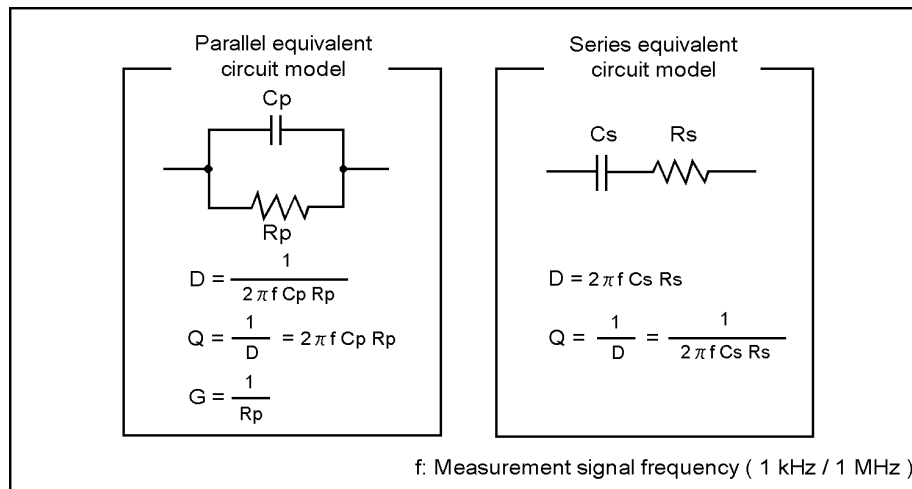 Parallel equivalent
circuit model
Cp
Rp
D = 1 / 2 π f Cp Rp
Q = 1 / D = 2 π f Cp Rp
G = 1 / Rp
Series equivalent
circuit model
Cs Rs
D = 2 π f Cs Rs
Q = 1 / D = 1 / 2 π f Cs Rs
f: Measurement signal frequency ( 1 kHz / 1 MHz )